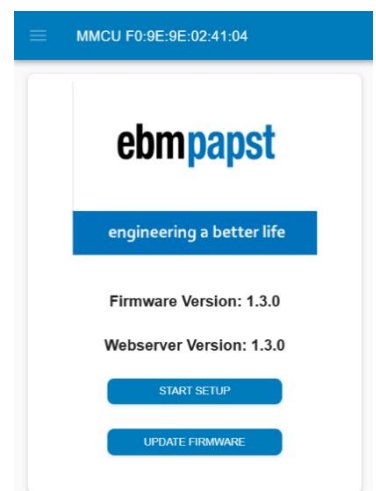 MMCU F0:9E:9E:02:41:04
ebmpapst
engineering a better life
Firmware Version: 1.3.0
Webserver Version: 1.3.0
START SETUP
UPDATE FIRMWARE